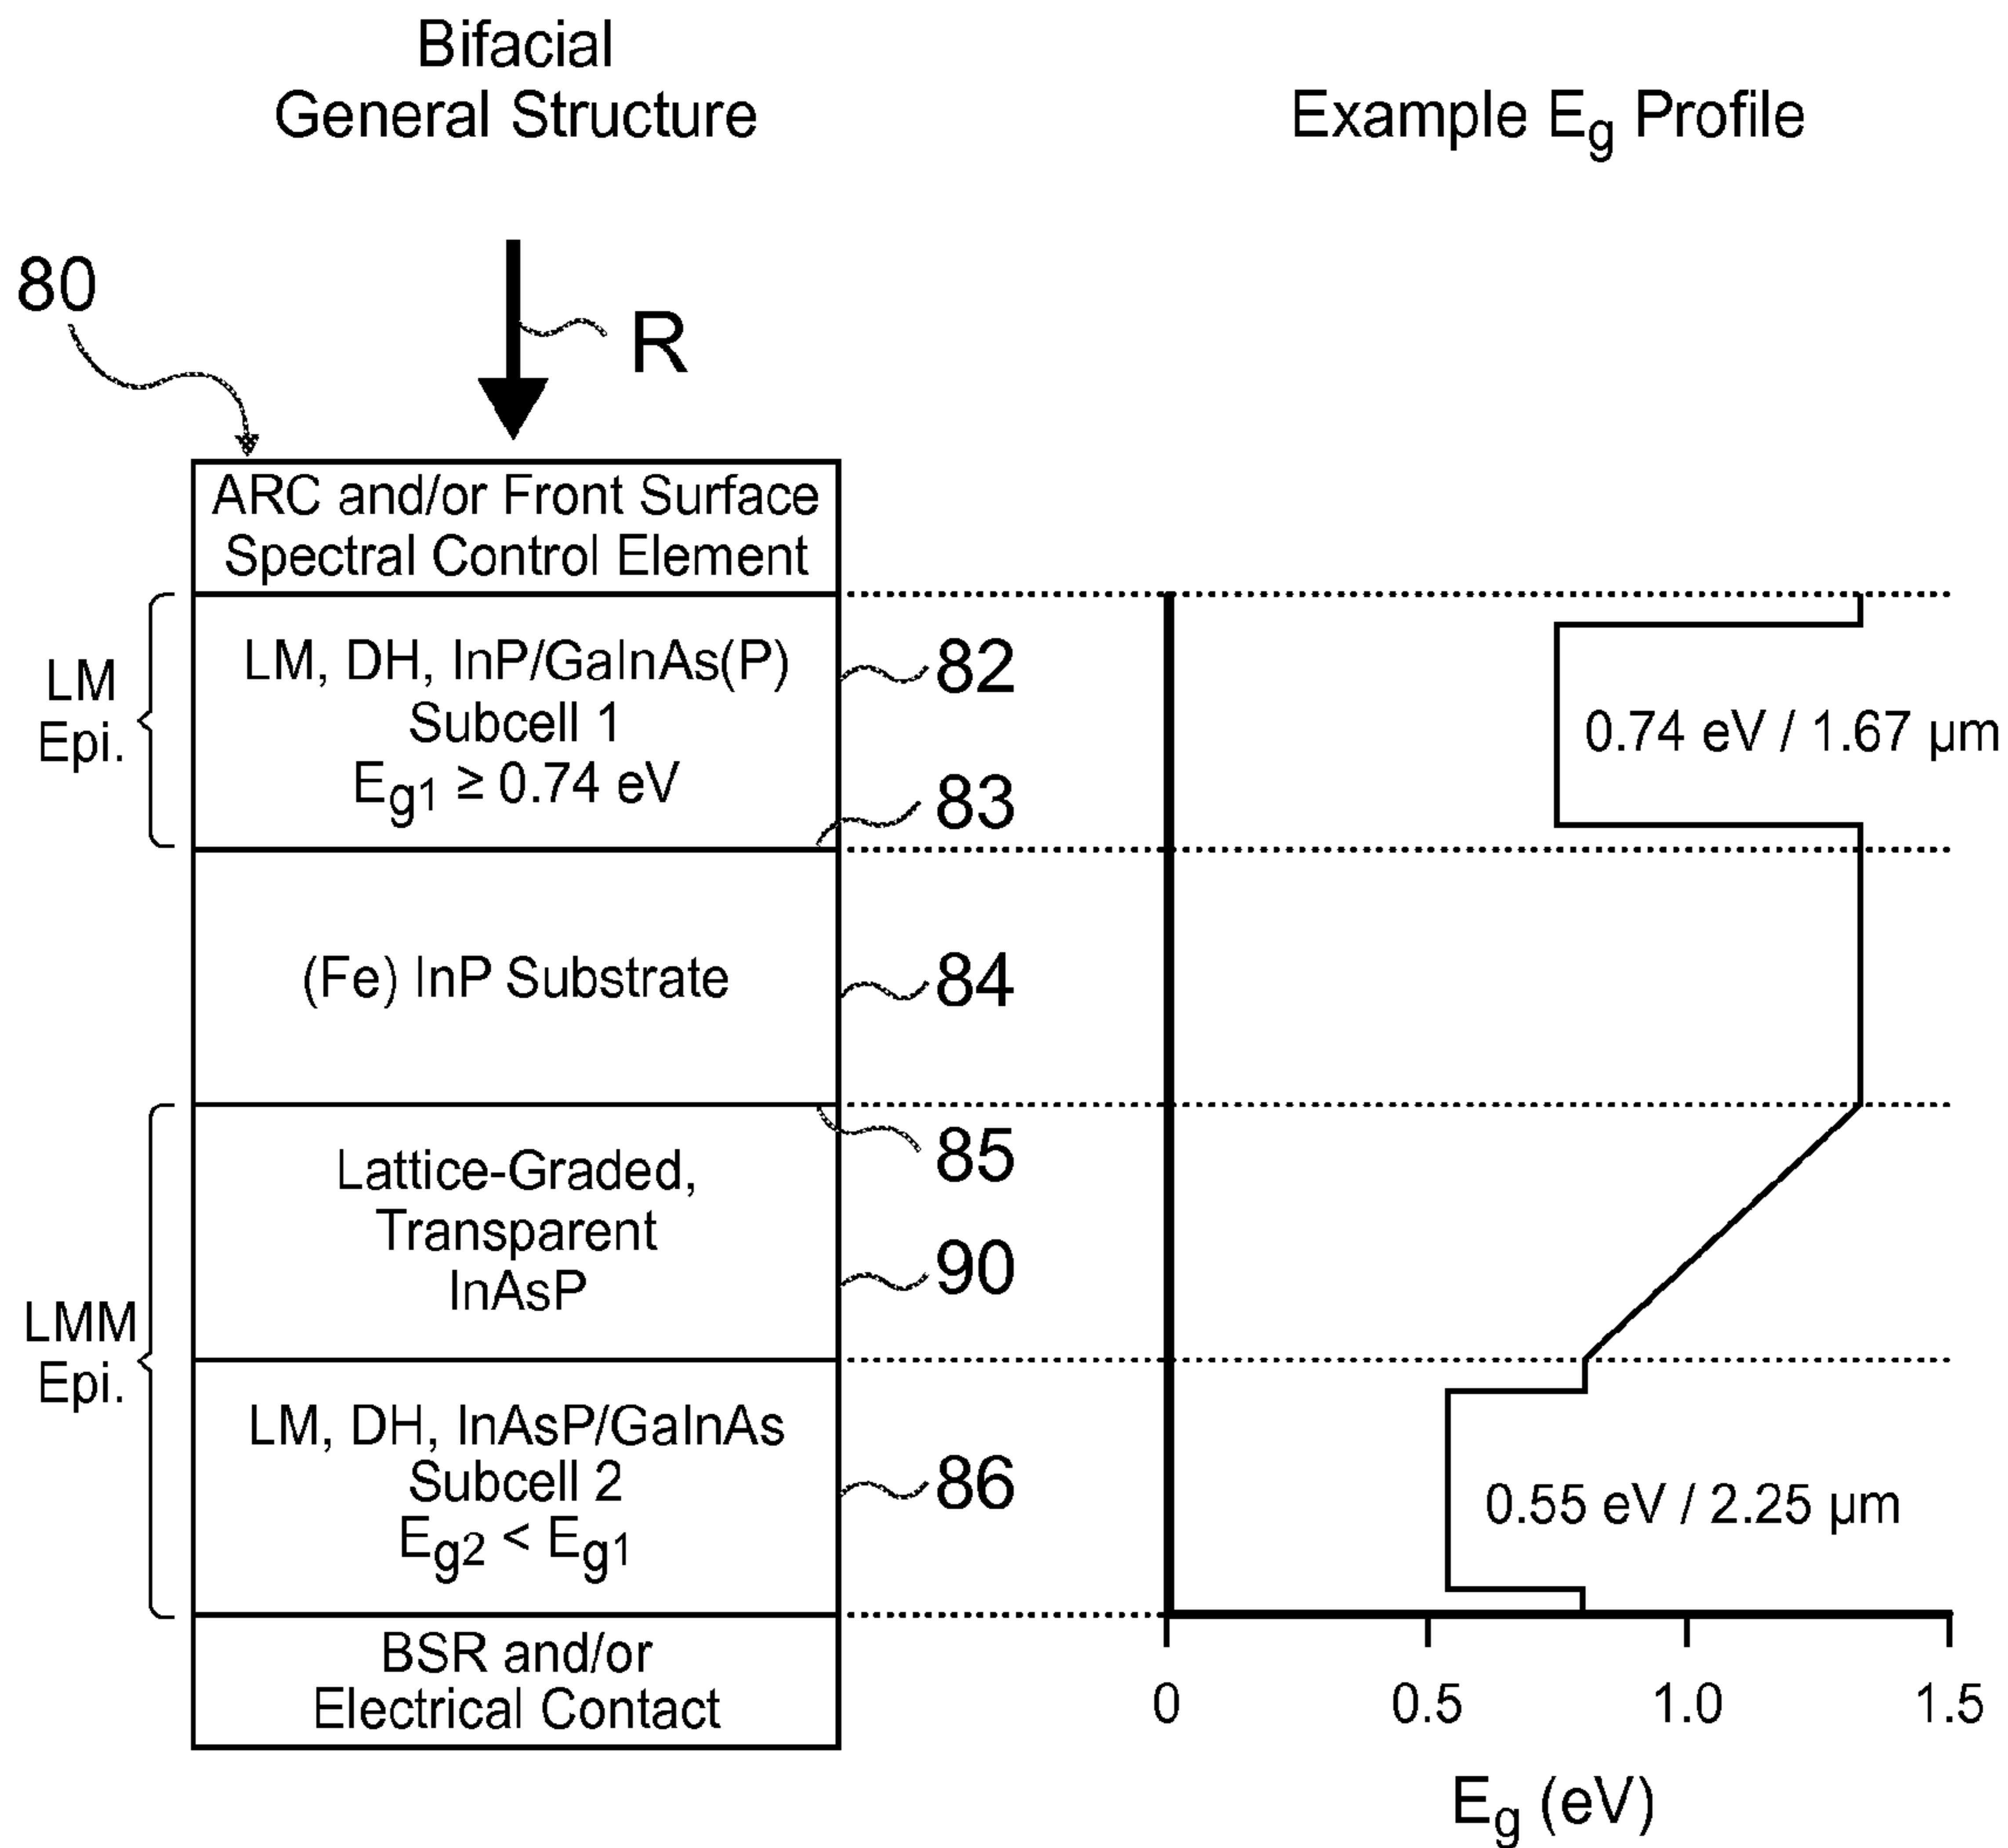 Bifacial
General Structure
Example Eg Profile
80
R
ARC and/or Front Surface
Spectral Control Element
LM
Epi.
LM, DH, InP/GaInAs(P)
Subcell 1
Eg1 ≥ 0.74 eV
82
83
0.74 eV / 1.67 µm
(Fe) InP Substrate
84
85
Lattice-Graded,
Transparent
InAsP
90
LMM
Epi.
LM, DH, InAsP/GaInAs
Subcell 2
Eg2 < Eg1
86
0.55 eV / 2.25 µm
BSR and/or
Electrical Contact
0 0.5 1.0 1.5
Eg (eV)